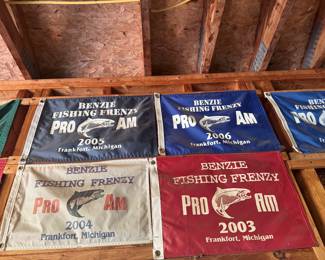 BENZIE
FISHING FRENZY
PRO AM
2005
Frankfort, Michigan
BENZIE
FISHING FRENZY
PRO AM
2006
Frankfort, Michigan
BENZIE
FISHING FRENZY
PRO AM
2004
Frankfort, Michigan
BENZIE
FISHING FRENZY
PRO AM
2003
Frankfort, Michigan